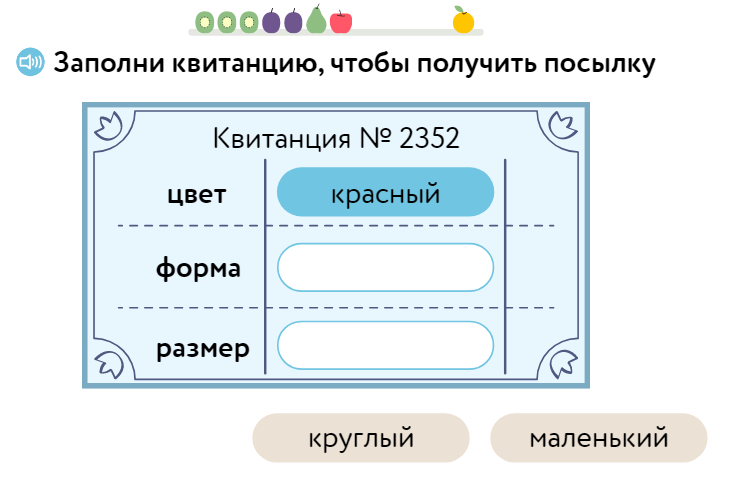 Заполни квитанцию, чтобы получить посылку
Квитанция № 2352
цвет красный
форма
размер
круглый маленький